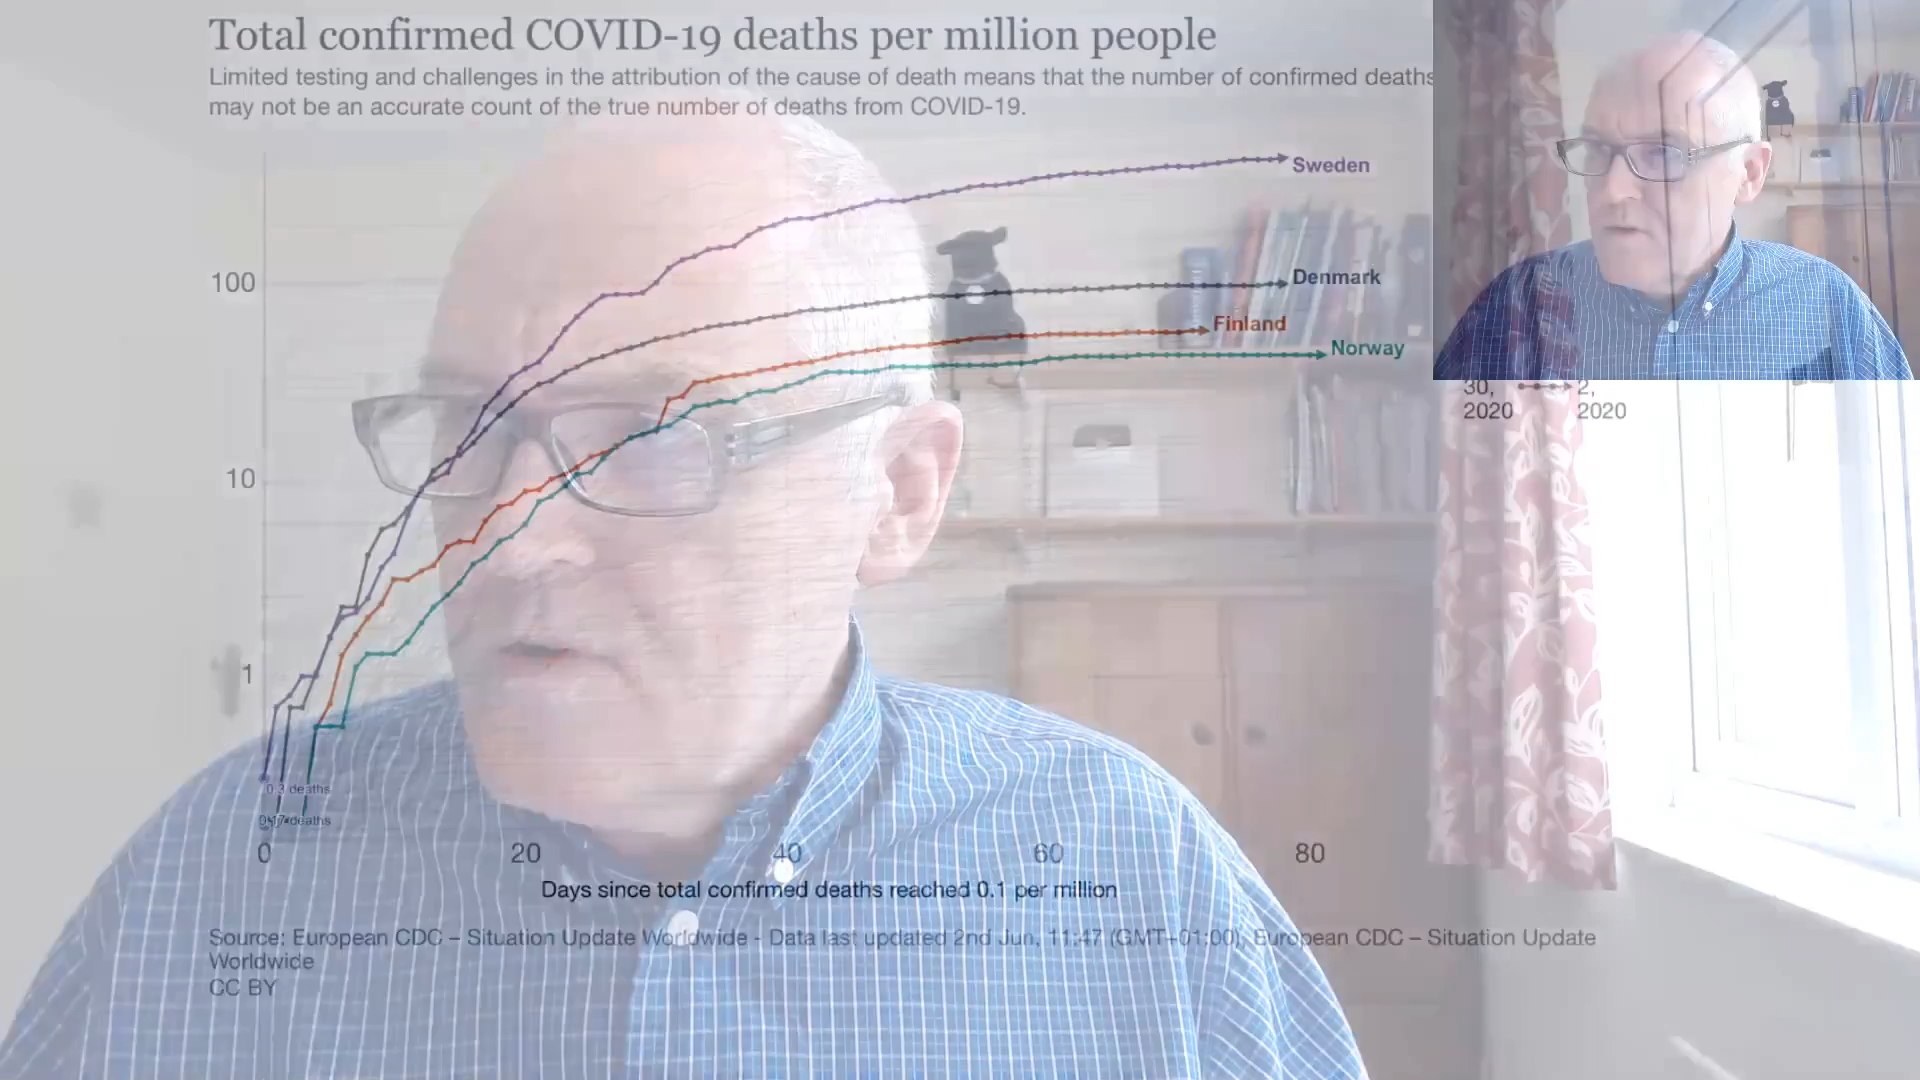 Total confirmed COVID-19 deaths per million people
Limited testing and challenges in the attribution of the cause of death means that the number of confirmed deaths
may not be an accurate count of the true number of deaths from COVID-19.
Sweden
100
Denmark
Finland
Norway
30,
2020
2,
2020
10
1
0.3 deaths
deaths
0
20
40
60
80
Days since total confirmed deaths reached 0.1 per million
Source: European CDC – Situation Update Worldwide - Data last updated 2nd Jun, 11:47 (GMT+01:00), European CDC – Situation Update
Worldwide
CC BY